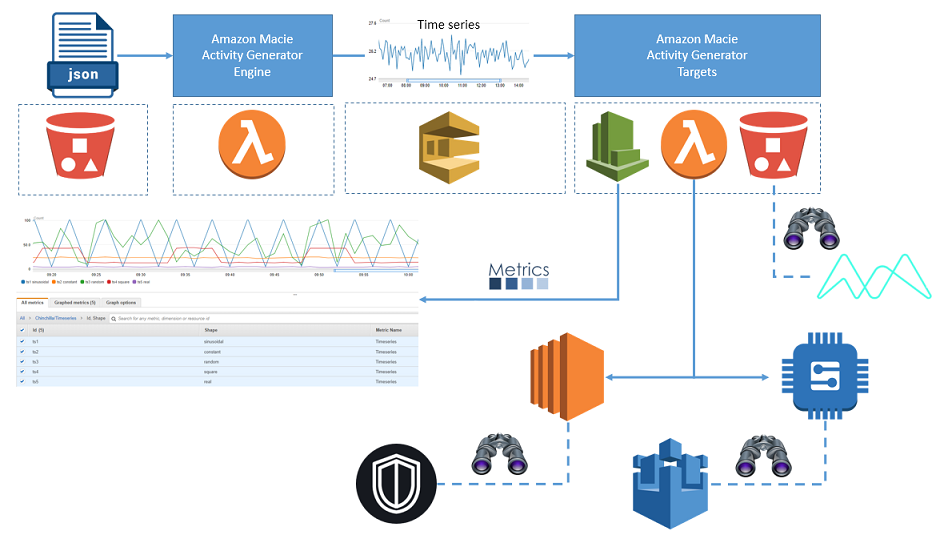 json
Amazon Macie
Activity Generator
Engine
Time series
Count
27.9
26.2
24.7
07:00 08:00 09:00 10:00 11:00 12:00 13:00 14:00
Amazon Macie
Activity Generator
Targets
Count
100
50.0
0
09:20 09:25 09:30 09:35 09:40 09:45 09:50 09:55 10:00
ts1 sinusoidal ts2 constant ts3 random ts4 square ts5 real
Metrics
All metrics Graphed metrics (5) Graph options
All Chinchilla/Timeseries Id, Shape Search for any metric, dimension or resource id
Id (5) Shape Metric Name
ts1 sinusoidal Timeseries
ts2 constant Timeseries
ts3 random Timeseries
ts4 square Timeseries
ts5 real Timeseries